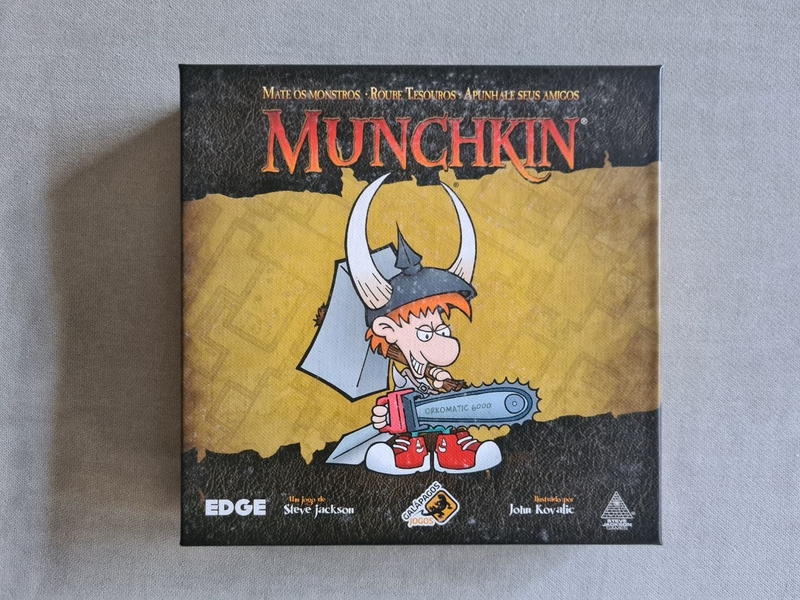 MATE OS MONSTROS · ROUBE TESOUROS · APUNHALE SEUS AMIGOS
MUNCHKIN®
®
ORKOMATIC 6000
EDGE
Um jogo de
Steve Jackson
GALÁPAGOS
JOGOS
Ilustrado por
John Kovalic
STEVE
JACKSON
GAMES